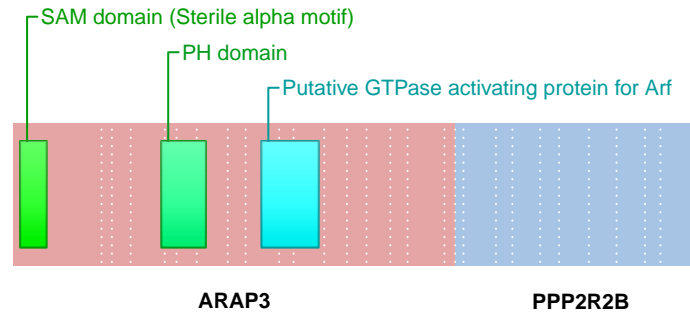 SAM domain (Sterile alpha motif)
PH domain
Putative GTPase activating protein for Arf
ARAP3 PPP2R2B